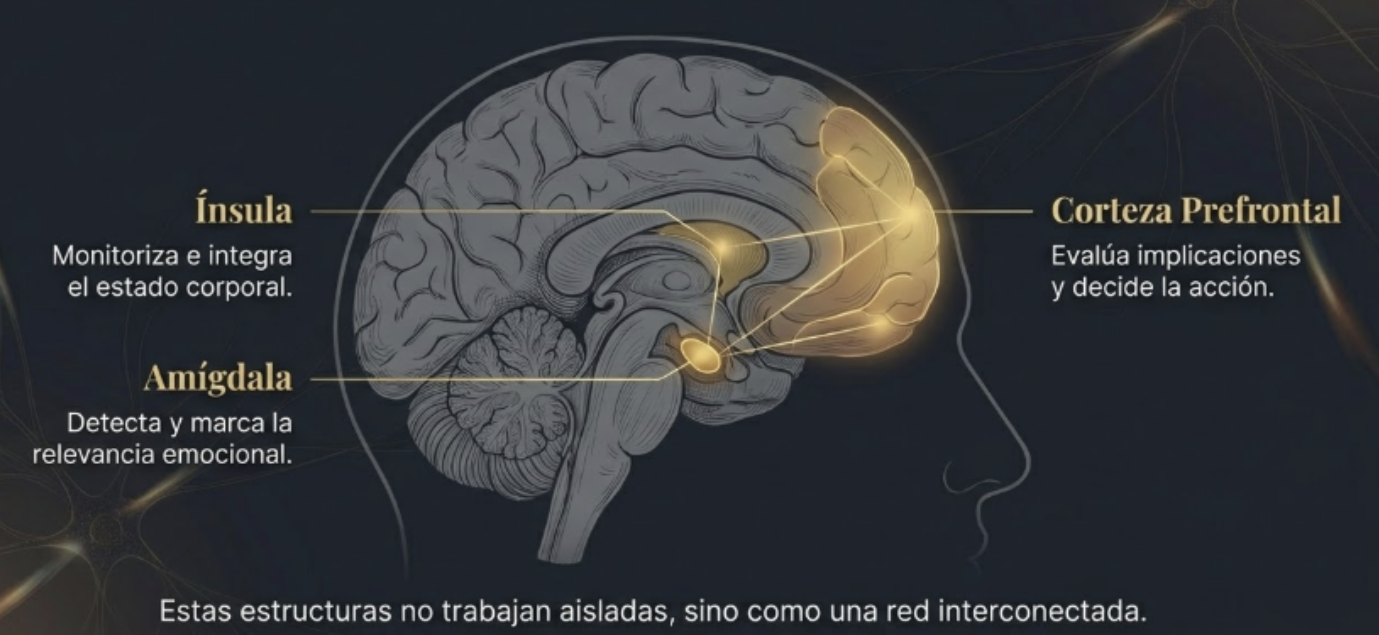 Ínsula
Monitoriza e integra
el estado corporal.
Amígdala
Detecta y marca la
relevancia emocional.
Corteza Prefrontal
Evalúa implicaciones
y decide la acción.
Estas estructuras no trabajan aisladas, sino como una red interconectada.